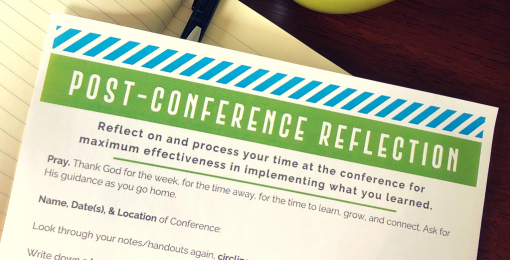 POST-CONFERENCE REFLECTION
Reflect on and process your time at the conference for
maximum effectiveness in implementing what you learned.
Pray. Thank God for the week, for the time away, for the time to learn, grow, and connect. Ask for
His guidance as you go home.
Name, Date(s), & Location of Conference:
Look through your notes/handouts again,
Write down